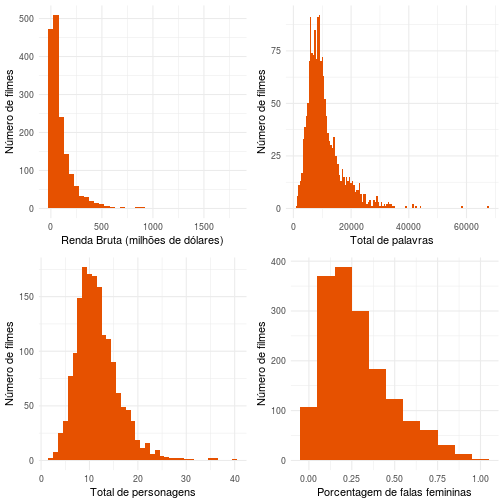 500
400
300
200
100
0
Número de filmes
0 500 1000 1500
Renda Bruta (milhões de dólares)
75
50
25
0
Número de filmes
0 20000 40000 60000
Total de palavras
150
100
50
0
Número de filmes
0 10 20 30 40
Total de personagens
400
300
200
100
0
Número de filmes
0.00 0.25 0.50 0.75 1.00
Porcentagem de falas femininas